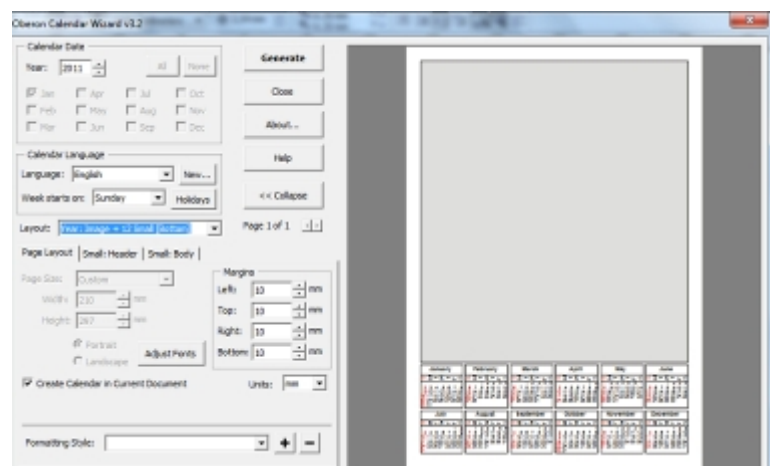 Oberon Calendar Wizard v3.2
Calendar Date
Year: 2011 All None
Jan Apr Jul Oct
Feb May Aug Nov
Mar Jun Sep Dec
Generate
Close
About...
Help
<< Collapse
Calendar Language
Language: English New...
Week starts on: Sunday Holidays
Layout: Year: Image + 12 Small (Bottom) Page 1 of 1
Page Layout Small: Header Small: Body
Page Size: Custom
Width: 210 mm
Height: 297 mm
Portrait
Landscape
Adjust Fonts
Margins
Left: 10 mm
Top: 10 mm
Right: 10 mm
Bottom: 10 mm
Create Calendar in Current Document Units: mm
Formatting Style:
January February March April May June
July August September October November December